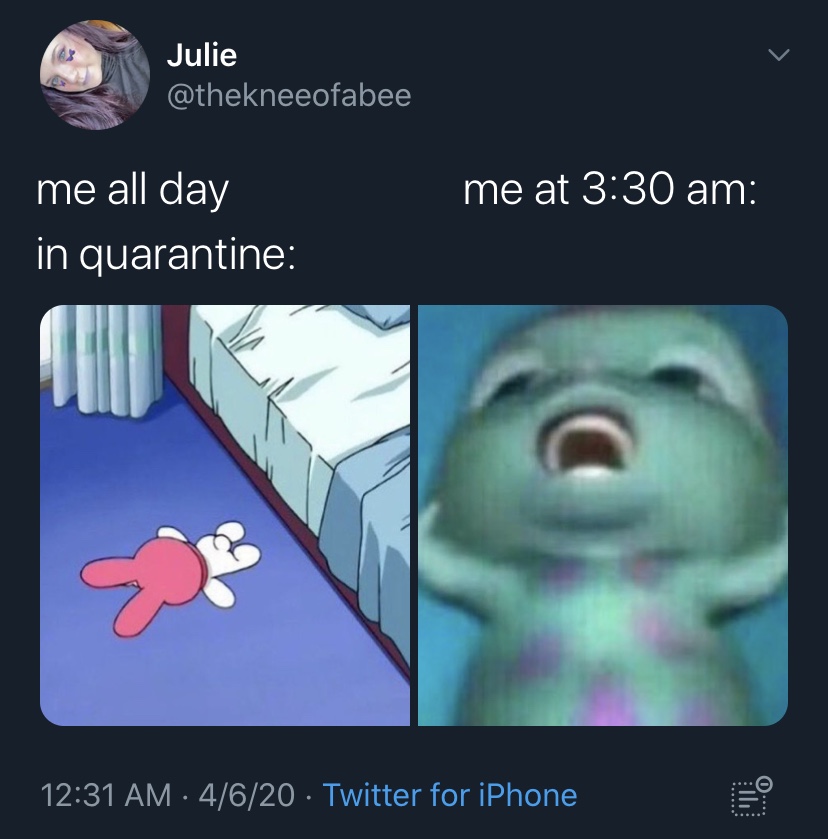 Julie
@thekneeofabee
me all day me at 3:30 am:
in quarantine:
12:31 AM · 4/6/20 · Twitter for iPhone